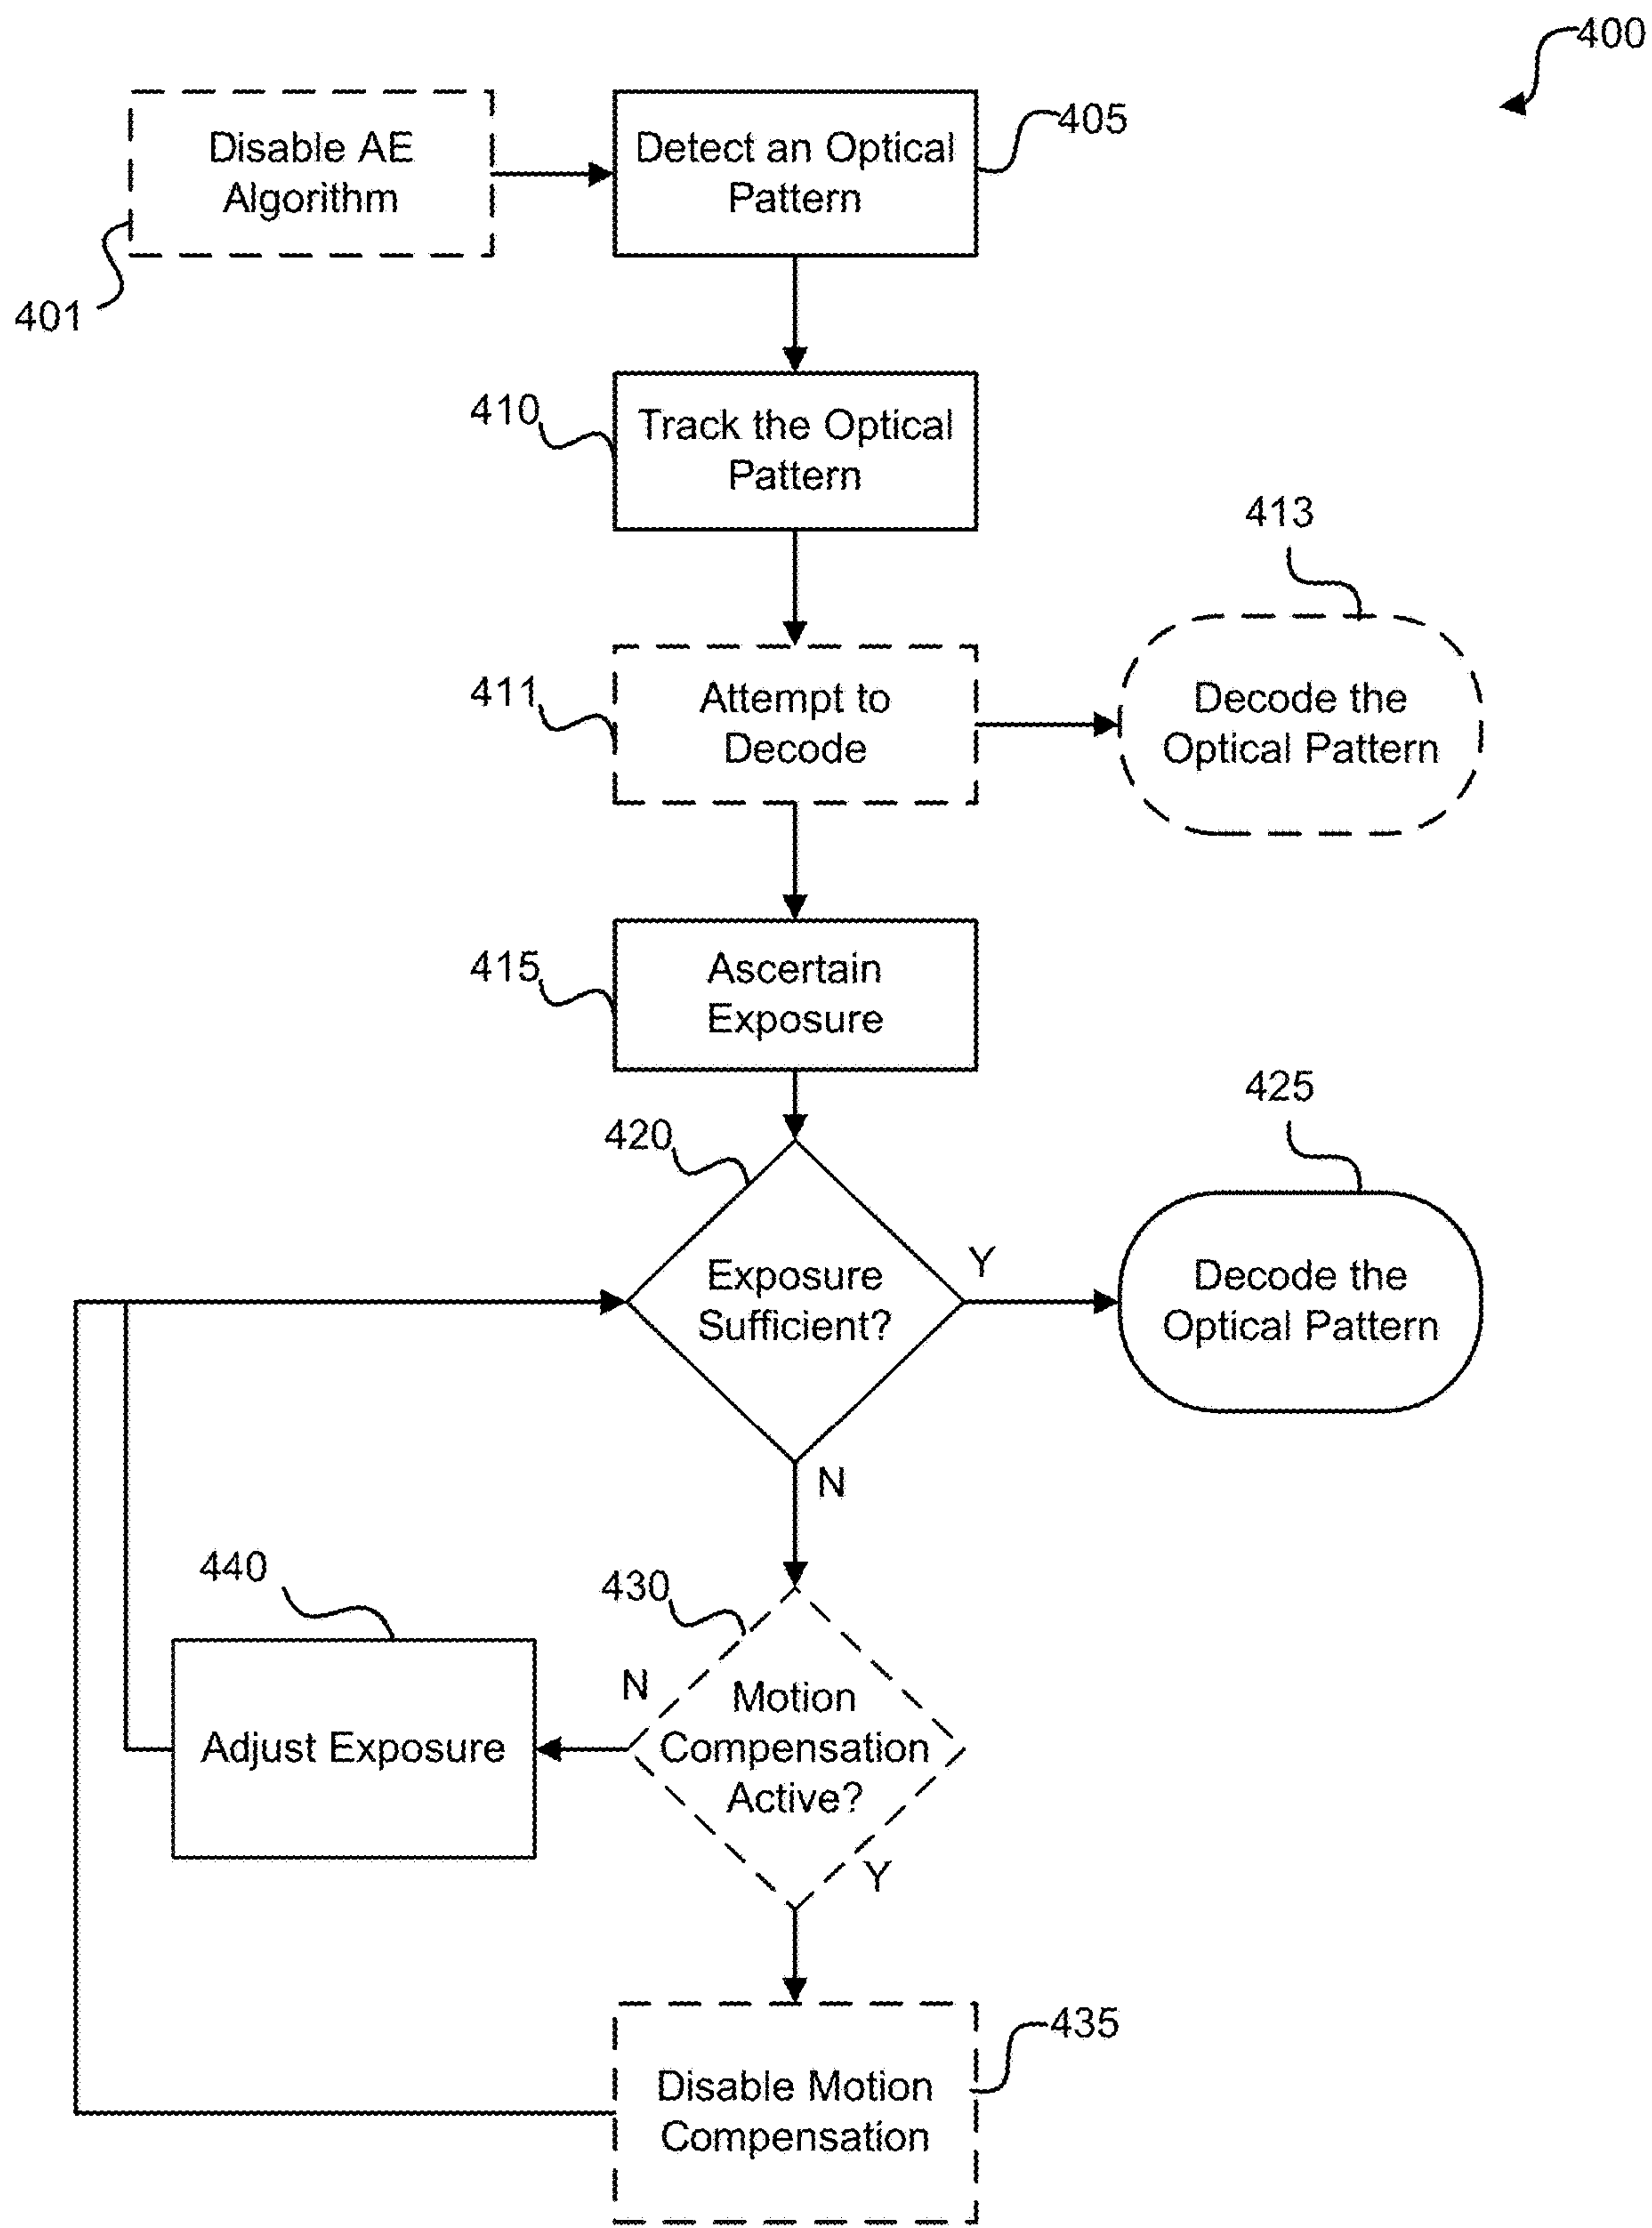 400
Disable AE
Algorithm
401
Detect an Optical
Pattern
405
410
Track the Optical
Pattern
413
411
Attempt to
Decode
Decode the
Optical Pattern
415
Ascertain
Exposure
425
420
Exposure
Sufficient?
Y
Decode the
Optical Pattern
N
440
430
N
Adjust Exposure
Motion
Compensation
Active?
Y
435
Disable Motion
Compensation